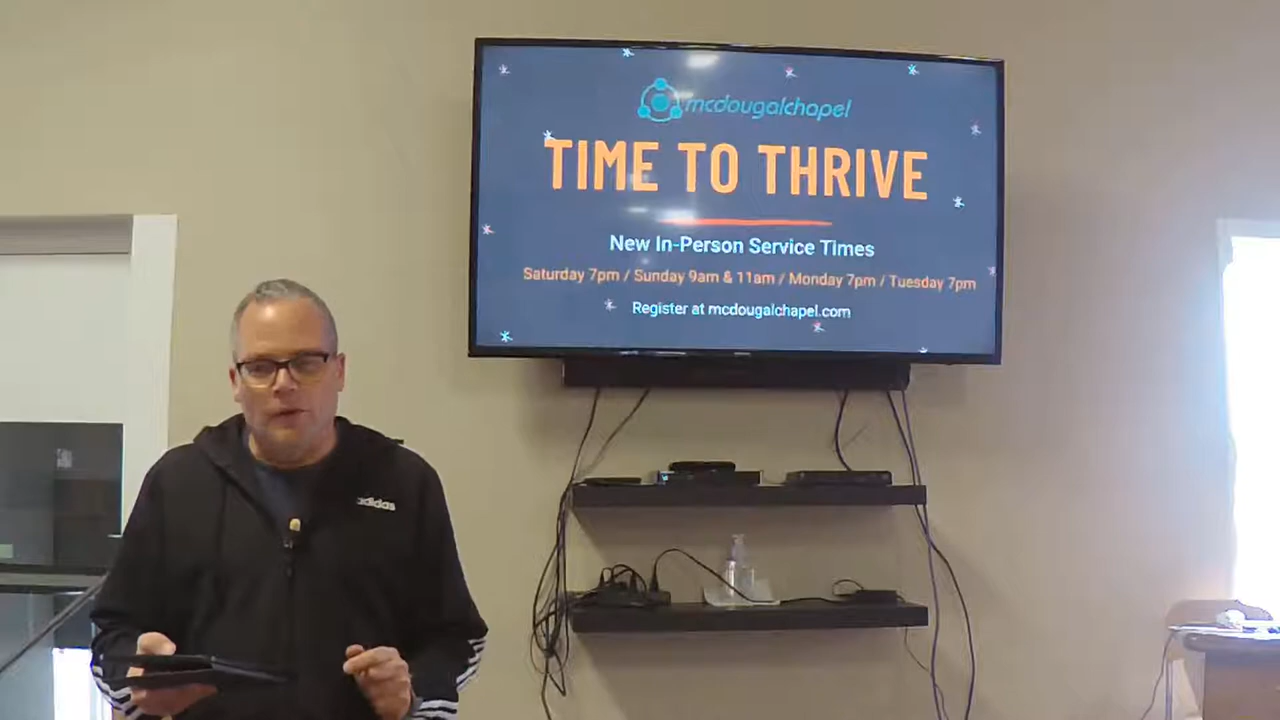 mcdougalchapel
TIME TO THRIVE
New In-Person Service Times
Saturday 7pm / Sunday 9am & 11am / Monday 7pm / Tuesday 7pm
Register at mcdougalchapel.com
adidas